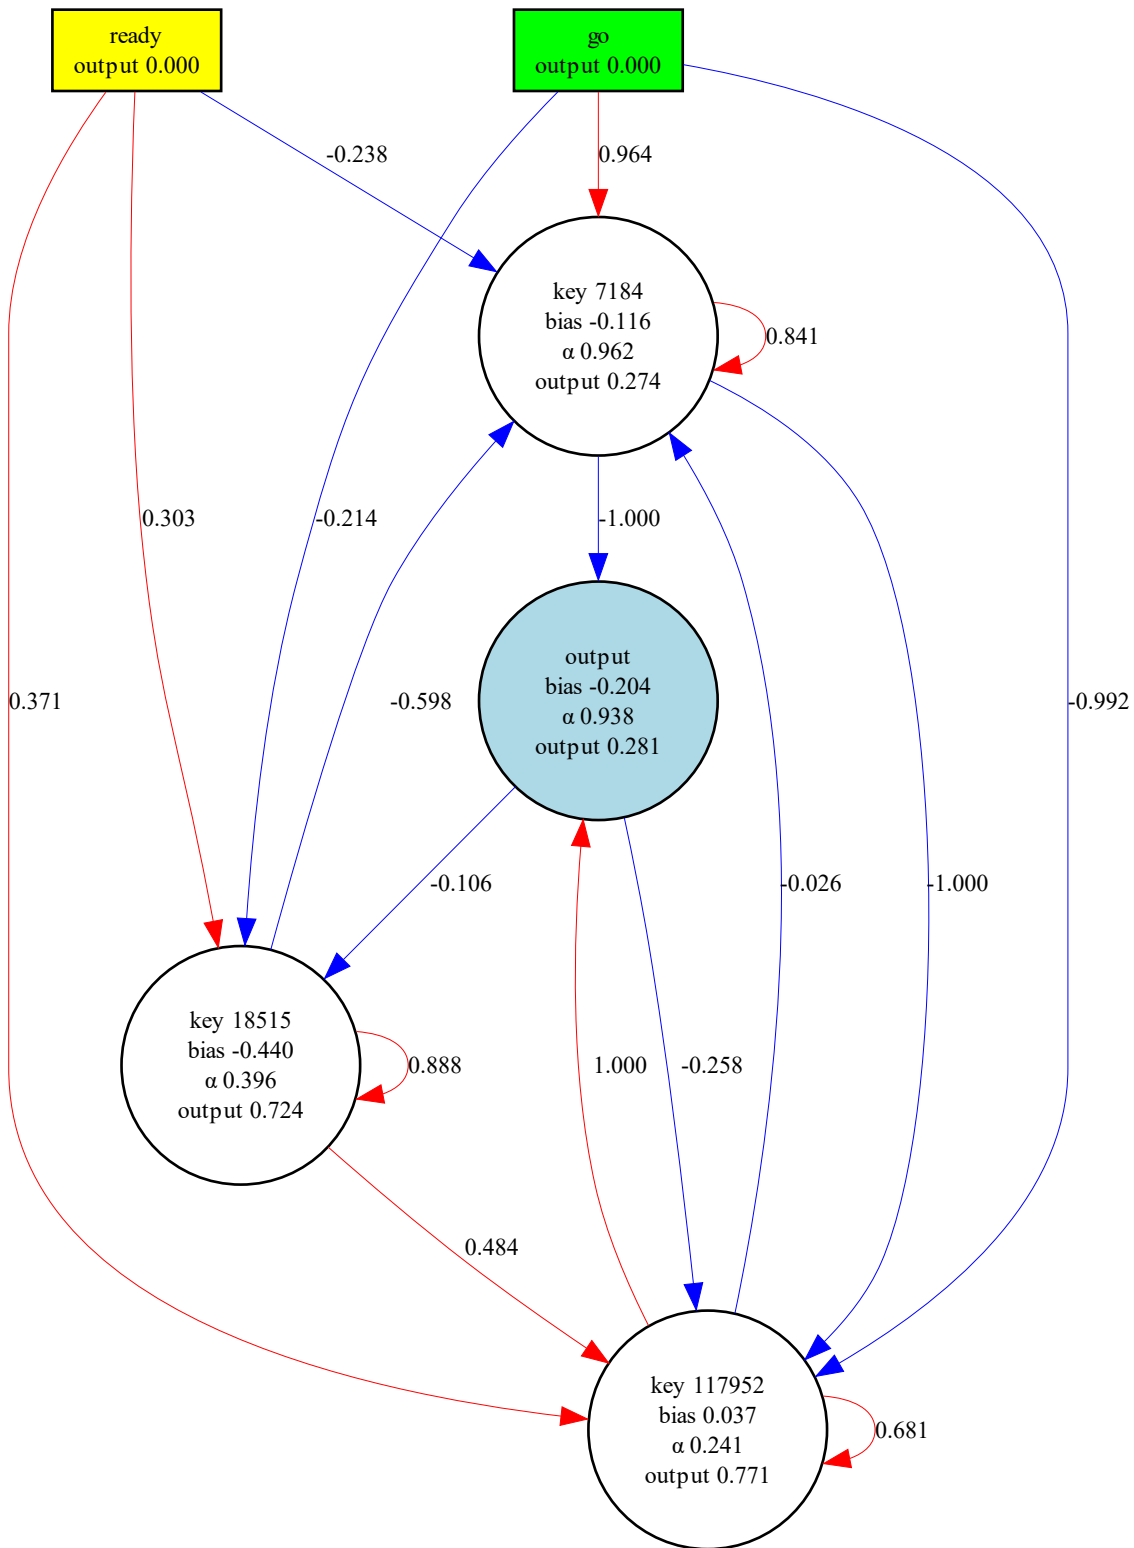 ready
output 0.000
go
output 0.000
-0.238
0.964
key 7184
bias -0.116
α 0.962
output 0.274
0.841
0.303
-0.214
-1.000
output
bias -0.204
α 0.938
output 0.281
0.371
-0.598
-0.992
-0.106
-0.026
-1.000
key 18515
bias -0.440
α 0.396
output 0.724
0.888
1.000
-0.258
0.484
key 117952
bias 0.037
α 0.241
output 0.771
0.681